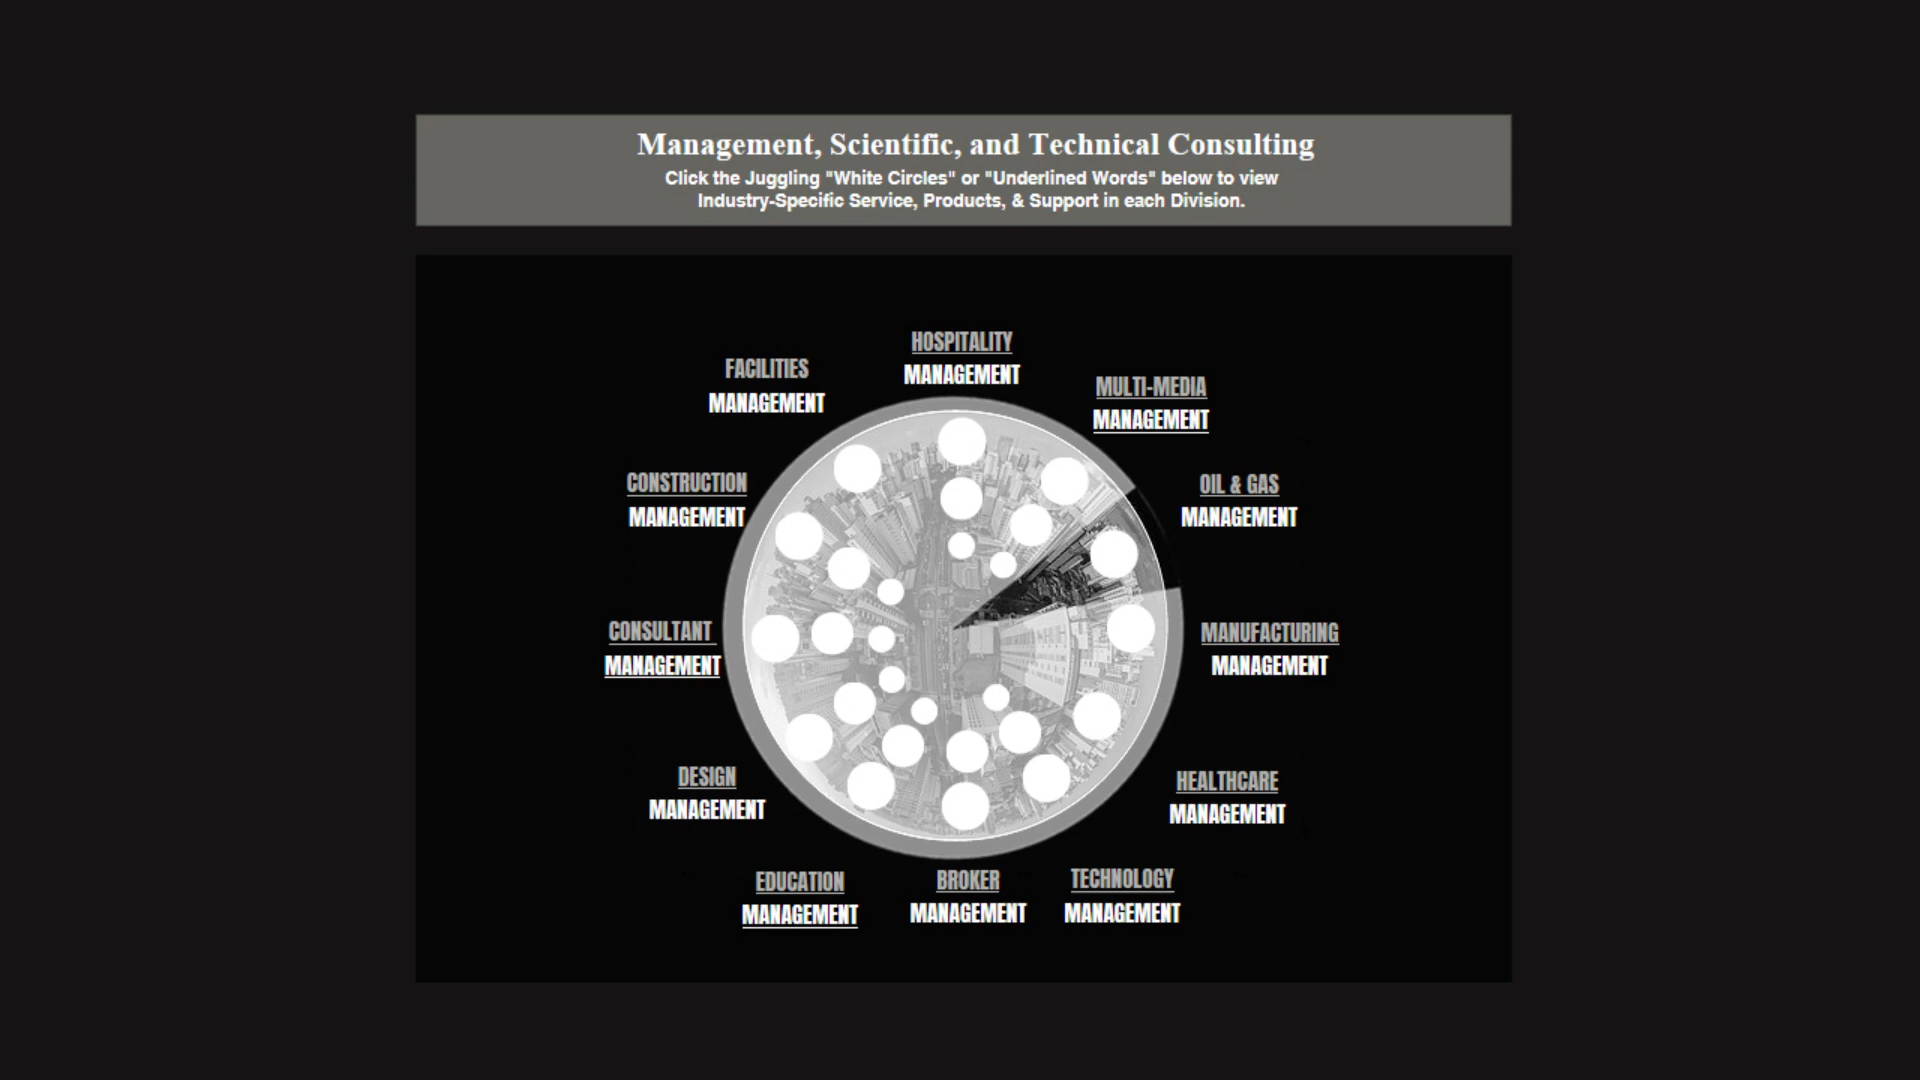 Management, Scientific, and Technical Consulting
Click the Juggling "White Circles" or "Underlined Words" below to view
Industry-Specific Service, Products, & Support in each Division.
HOSPITALITY
MANAGEMENT
FACILITIES
MANAGEMENT
MULTI-MEDIA
MANAGEMENT
CONSTRUCTION
MANAGEMENT
OIL & GAS
MANAGEMENT
CONSULTANT
MANAGEMENT
MANUFACTURING
MANAGEMENT
DESIGN
MANAGEMENT
HEALTHCARE
MANAGEMENT
EDUCATION
MANAGEMENT
BROKER
MANAGEMENT
TECHNOLOGY
MANAGEMENT